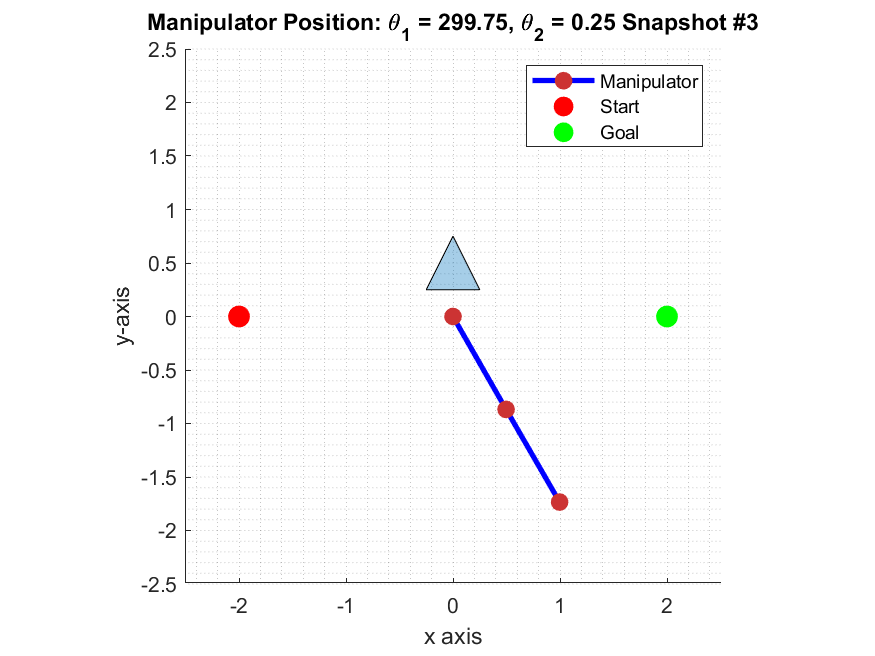 Manipulator Position: θ1 = 299.75, θ2 = 0.25 Snapshot #3
Manipulator
Start
Goal
2.5
2
1.5
1
0.5
0
-0.5
-1
-1.5
-2
-2.5
y-axis
-2 -1 0 1 2
x axis